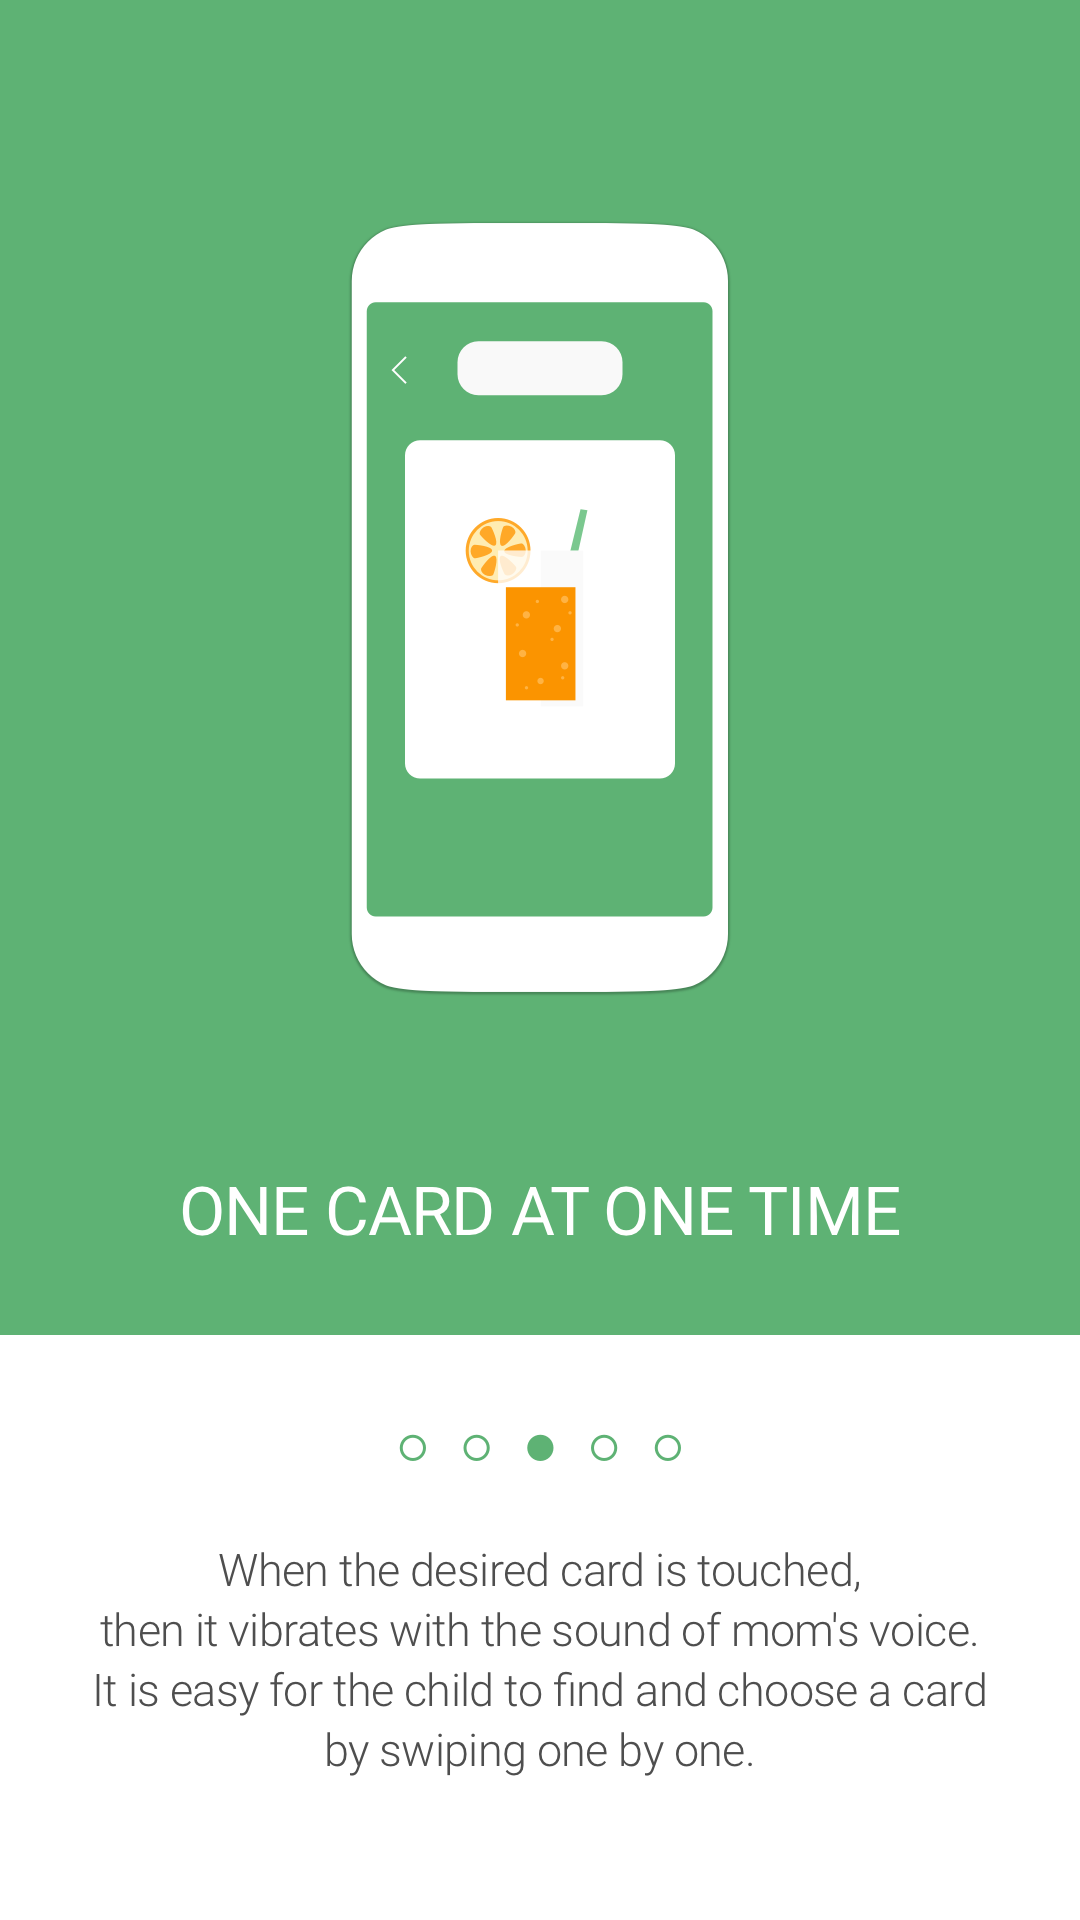 ONE CARD AT ONE TIME
When the desired card is touched,
then it vibrates with the sound of mom's voice.
It is easy for the child to find and choose a card
by swiping one by one.